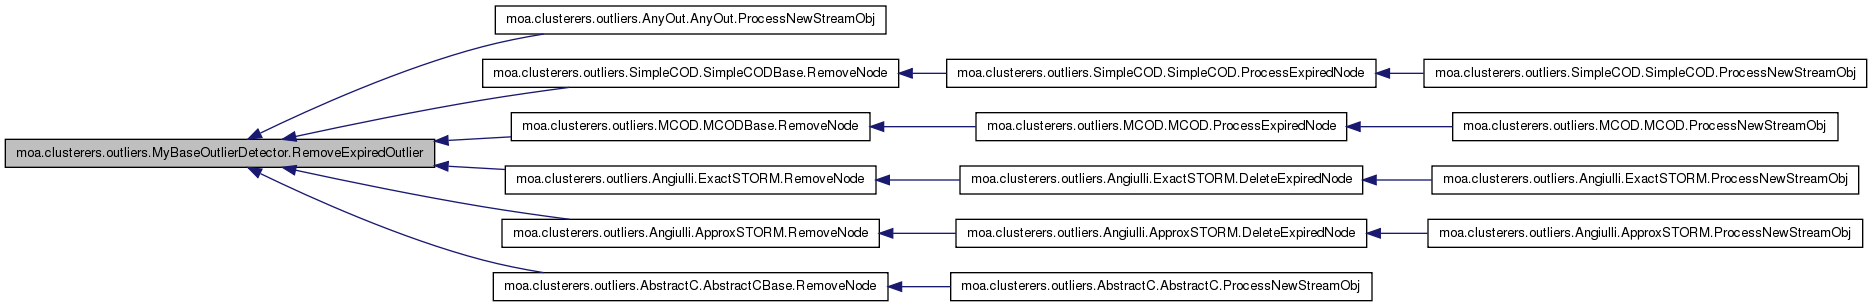 moa.clusterers.outliers.AnyOut.AnyOut.ProcessNewStreamObj
moa.clusterers.outliers.SimpleCOD.SimpleCODBase.RemoveNode
moa.clusterers.outliers.SimpleCOD.SimpleCOD.ProcessExpiredNode
moa.clusterers.outliers.SimpleCOD.SimpleCOD.ProcessNewStreamObj
moa.clusterers.outliers.MCOD.MCODBase.RemoveNode
moa.clusterers.outliers.MCOD.MCOD.ProcessExpiredNode
moa.clusterers.outliers.MCOD.MCOD.ProcessNewStreamObj
moa.clusterers.outliers.MyBaseOutlierDetector.RemoveExpiredOutlier
moa.clusterers.outliers.Angiulli.ExactSTORM.RemoveNode
moa.clusterers.outliers.Angiulli.ExactSTORM.DeleteExpiredNode
moa.clusterers.outliers.Angiulli.ExactSTORM.ProcessNewStreamObj
moa.clusterers.outliers.Angiulli.ApproxSTORM.RemoveNode
moa.clusterers.outliers.Angiulli.ApproxSTORM.DeleteExpiredNode
moa.clusterers.outliers.Angiulli.ApproxSTORM.ProcessNewStreamObj
moa.clusterers.outliers.AbstractC.AbstractCBase.RemoveNode
moa.clusterers.outliers.AbstractC.AbstractC.ProcessNewStreamObj